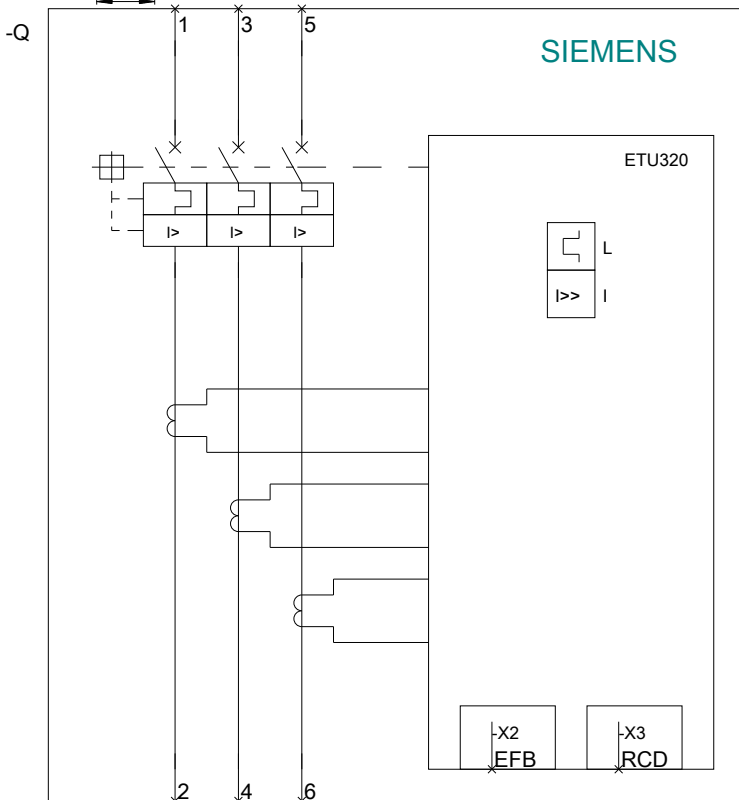 1 3 5
-Q
SIEMENS
ETU320
L
I> I> I>
I>> I
-X2 -X3
EFB RCD
2 4 6